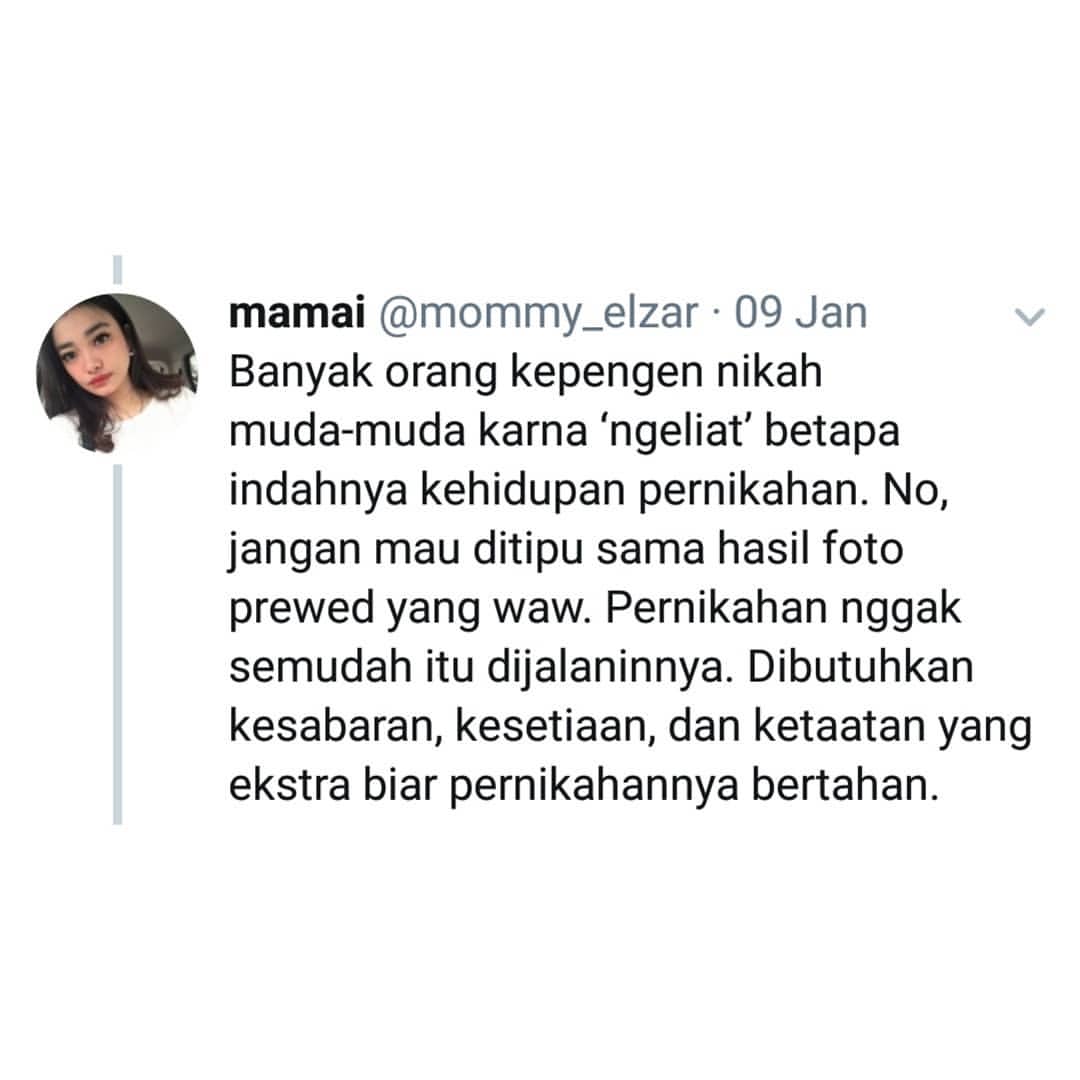 mamai @mommy_elzar · 09 Jan
Banyak orang kepengen nikah
muda-muda karna ‘ngeliat’ betapa
indahnya kehidupan pernikahan. No,
jangan mau ditipu sama hasil foto
prewed yang waw. Pernikahan nggak
semudah itu dijalaninnya. Dibutuhkan
kesabaran, kesetiaan, dan ketaatan yang
ekstra biar pernikahannya bertahan.